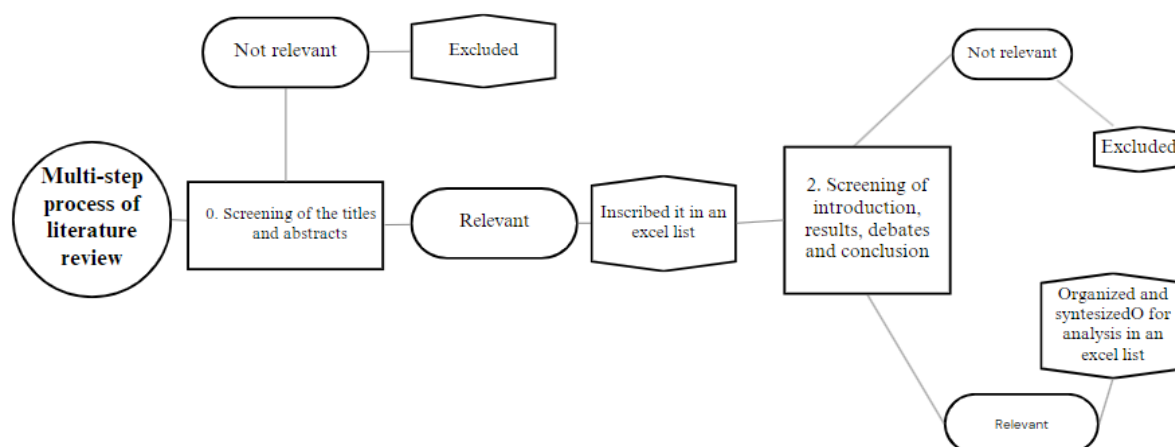 Not relevant
Excluded
Multi-step
process of
literature
review
0. Screening of the titles
and abstracts
Relevant
Inscribed it in an
excel list
2. Screening of
introduction,
results, debates
and conclusion
Not relevant
Excluded
Organized and
syntesizedO for
analysis in an
excel list
Relevant